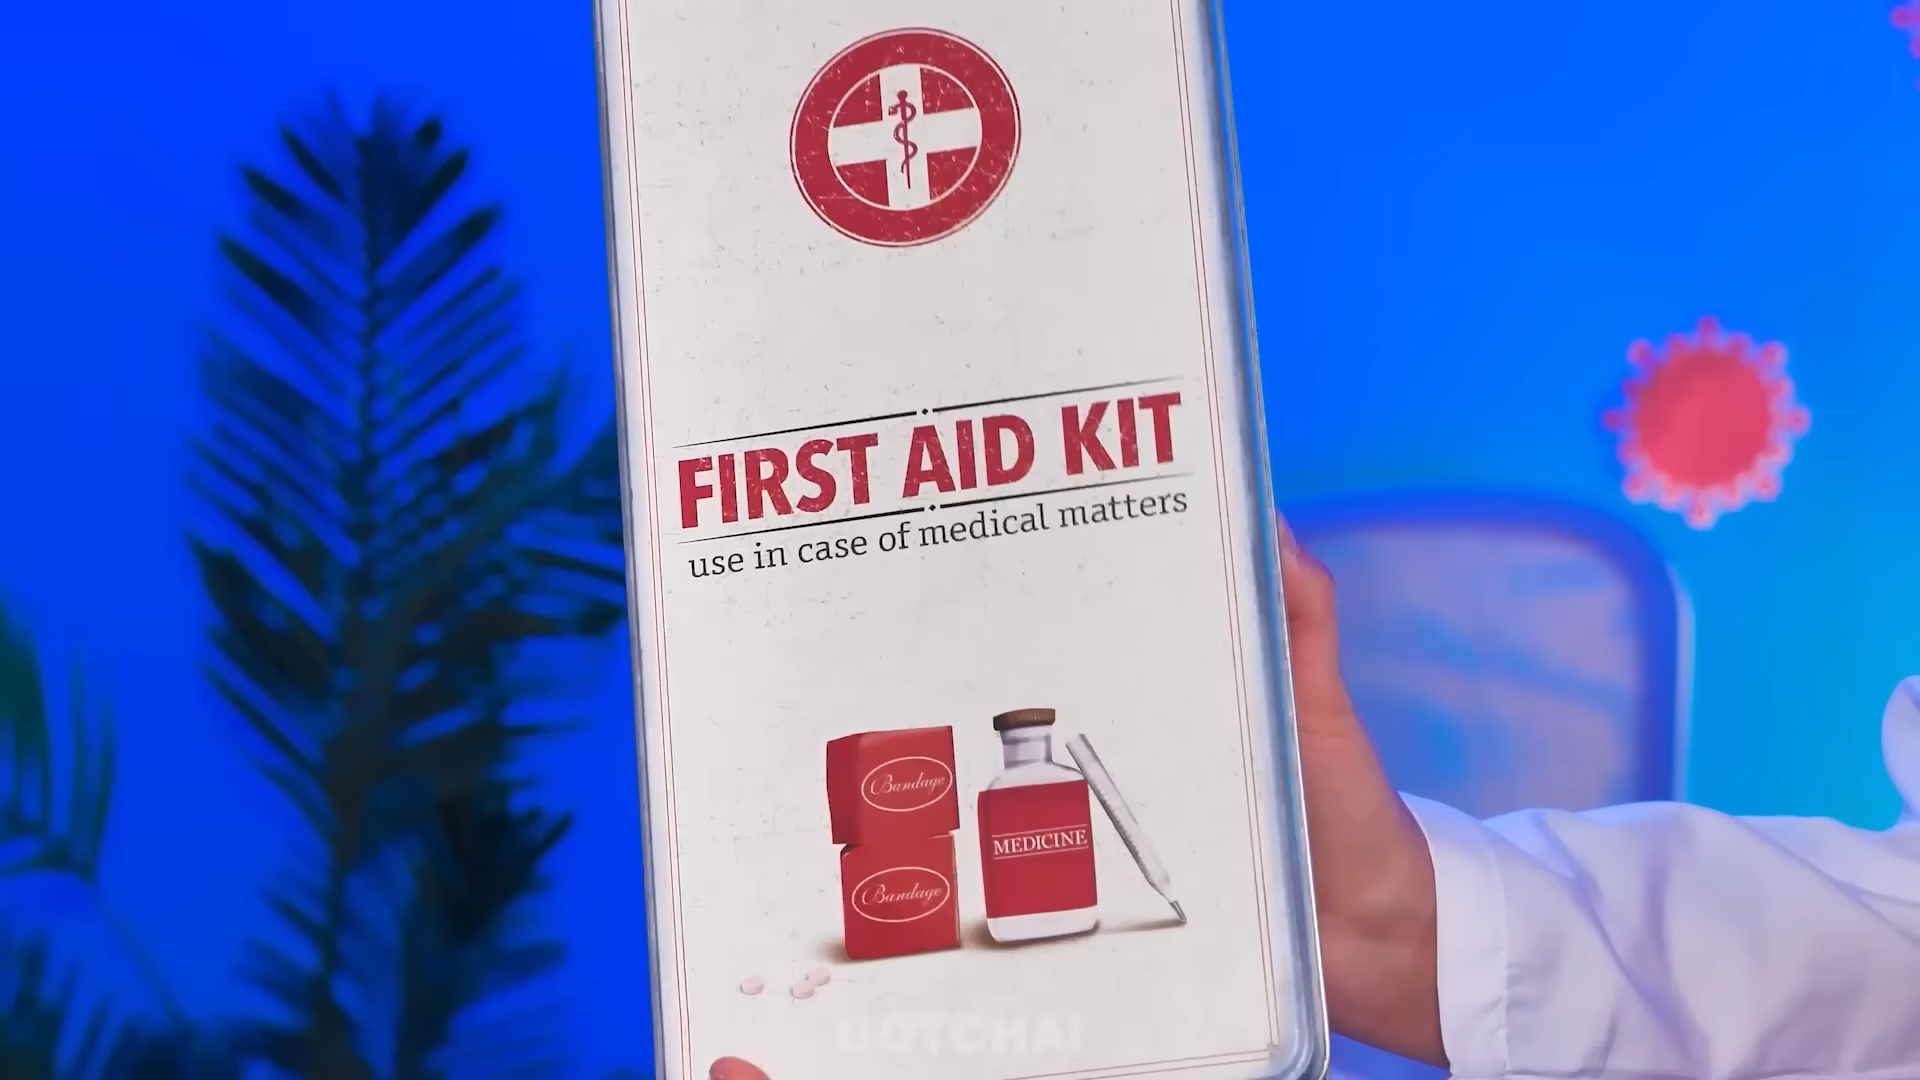 FIRST AID KIT
use in case of medical matters
Bandage
MEDICINE
Bandage
GOTCHA!